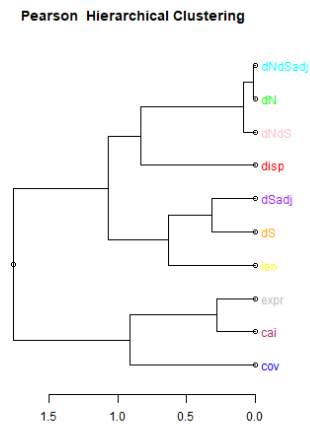 Pearson Hierarchical Clustering
dNdSadj
dN
dNdS
disp
dSadj
dS
len
expr
cai
cov
1.5 1.0 0.5 0.0